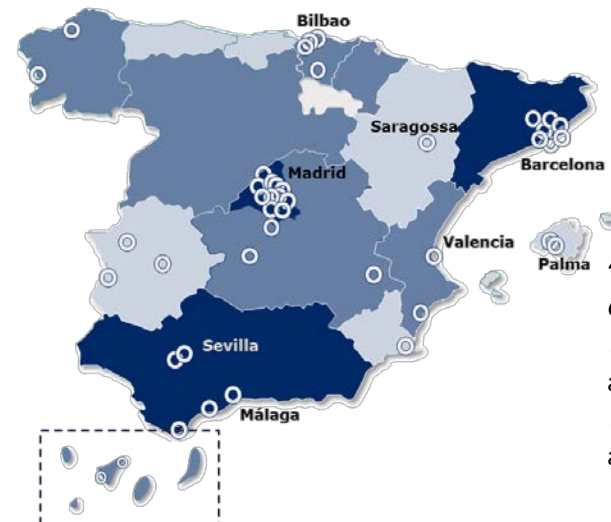 Bilbao
Saragossa
Madrid
Barcelona
Valencia
Palma
Sevilla
Málaga
a
a